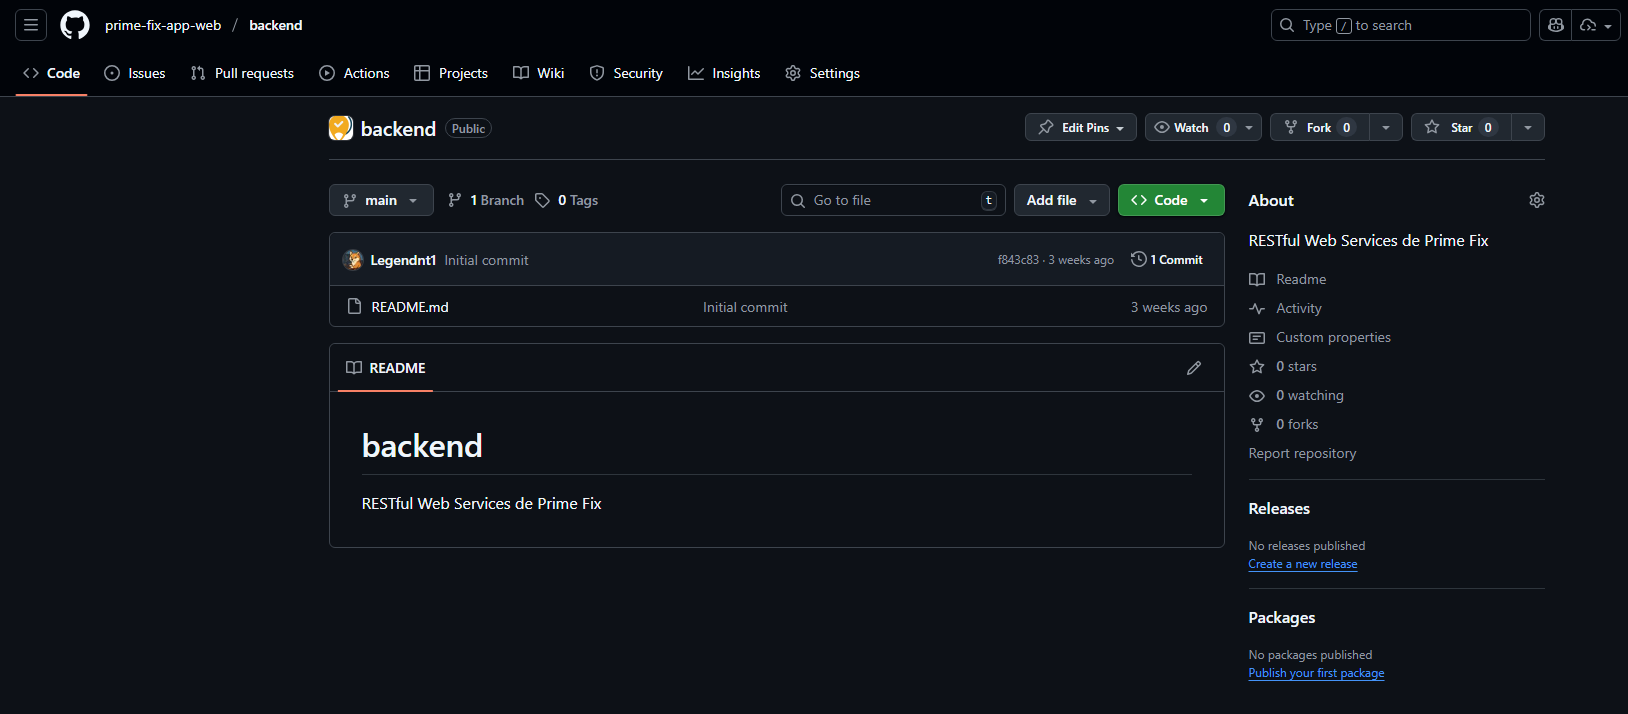 prime-fix-app-web / backend
Type / to search
Code Issues Pull requests Actions Projects Wiki Security Insights Settings
backend Public
Edit Pins Watch 0 Fork 0 Star 0
main 1 Branch 0 Tags Go to file t Add file Code
Legendnt1 Initial commit f843c83 · 3 weeks ago 1 Commit
README.md Initial commit 3 weeks ago
README
backend
RESTful Web Services de Prime Fix
About
RESTful Web Services de Prime Fix
Readme
Activity
Custom properties
0 stars
0 watching
0 forks
Report repository
Releases
No releases published
Create a new release
Packages
No packages published
Publish your first package